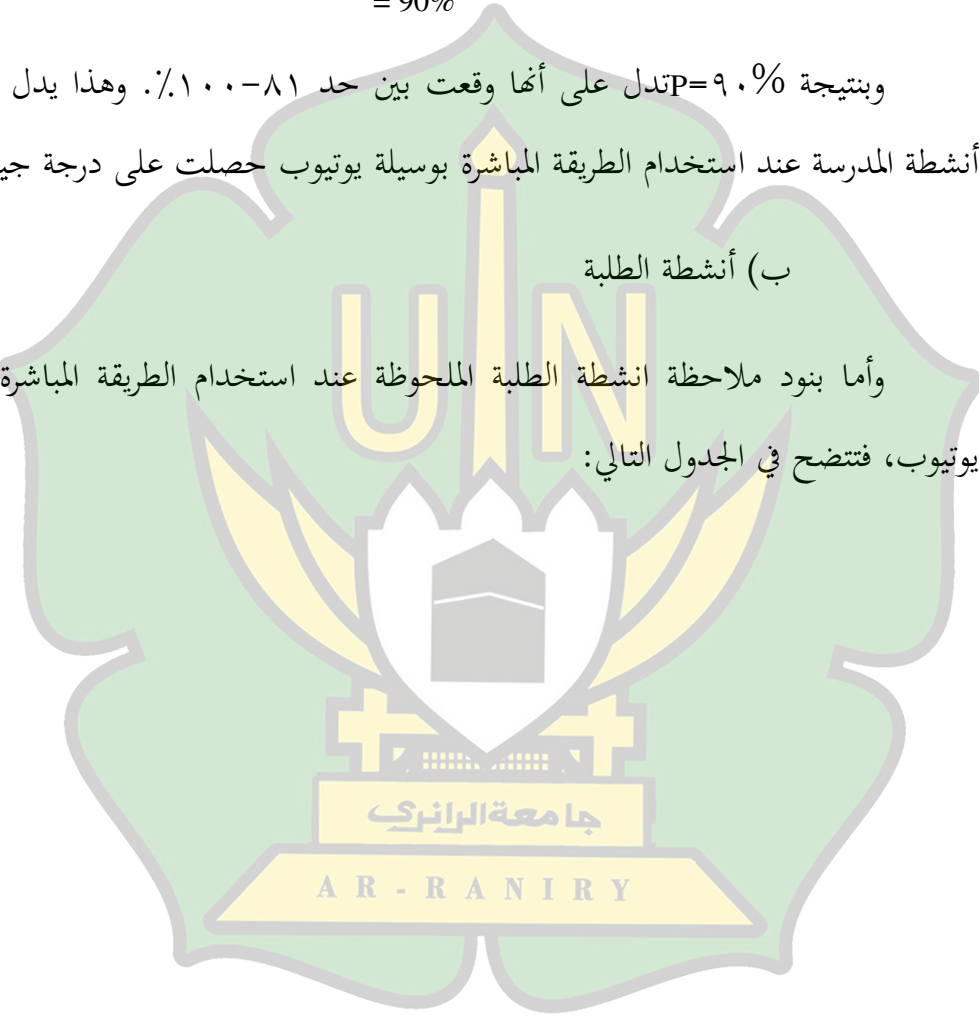 = 90%
وبنتيجة P=٩٠% تدل على أنها وقعت بين حد ٨١-١٠٠٪. وهذا يدل
أنشطة المدرسة عند استخدام الطريقة المباشرة بوسيلة يوتيوب حصلت على درجة
ب) أنشطة الطلبة
وأما بنود ملاحظة انشطة الطلبة الملحوظة عند استخدام الطريقة المباشرة
يوتيوب، فتتضح في الجدول التالي:
UIN
جامعة الرانري
AR-RANIRY